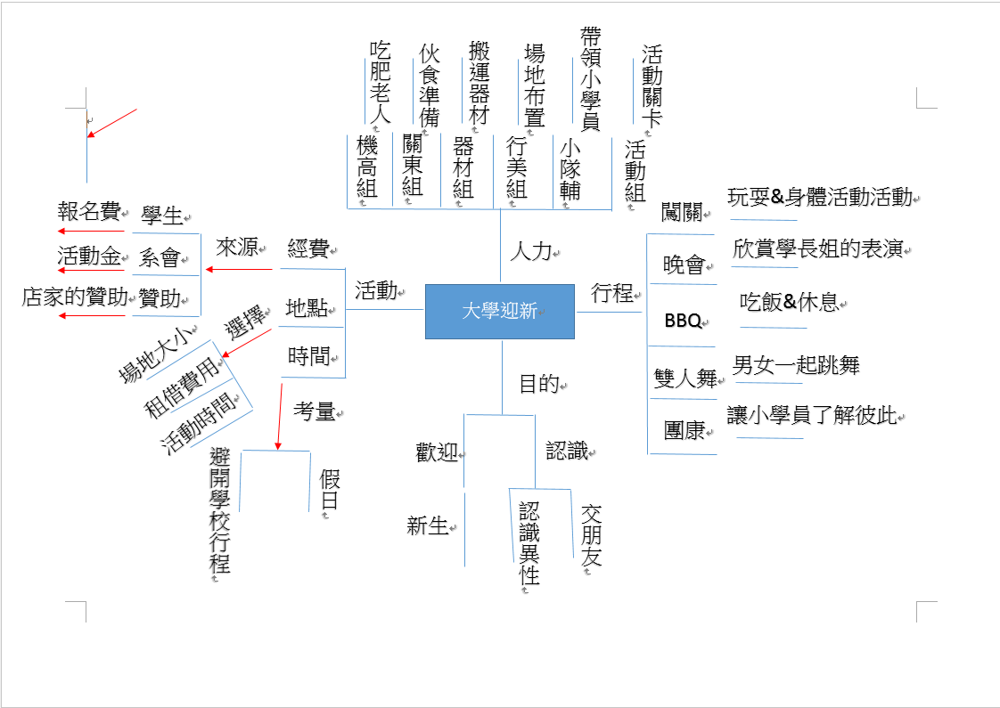 吃肥老人
伙食準備
搬運器材
場地布置
帶領小學員
活動關卡
機高組
關東組
器材組
行美組
小隊輔
活動組
人力
大學迎新
活動
經費
來源
學生
報名費
系會
活動金
贊助
店家的贊助
地點
選擇
場地大小
租借費用
活動時間
時間
考量
避開學校行程
假日
目的
歡迎
新生
認識
認識異性
交朋友
行程
闖關
玩耍&身體活動活動
晚會
欣賞學長姐的表演
BBQ
吃飯&休息
雙人舞
男女一起跳舞
團康
讓小學員了解彼此